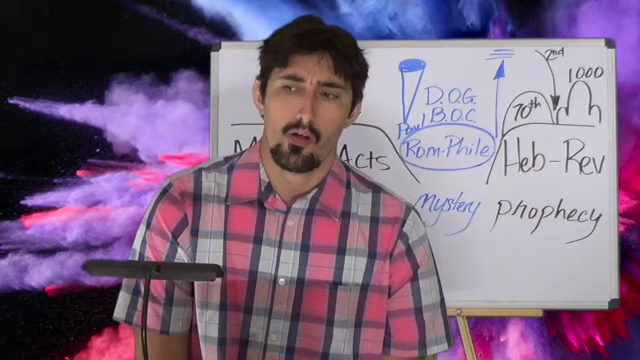 2nd
1000
D.O.G.
B.O.C.
70th
Paul
Acts
Rom-Phile
Heb-Rev
Mystery
prophecy